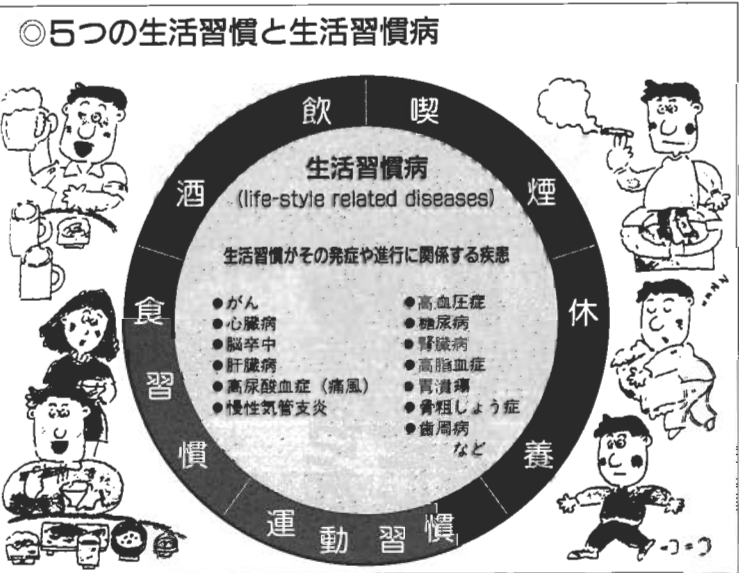 ◎5つの生活習慣と生活習慣病
飲酒
喫煙
休養
運動習慣
食習慣
生活習慣病
(life-style related diseases)
生活習慣がその発症や進行に関係する疾患
●がん
●心臓病
●脳卒中
●肝臓病
●高尿酸血症（痛風）
●慢性気管支炎
●高血圧症
●糖尿病
●腎臓病
●高脂血症
●胃潰瘍
●骨粗しょう症
●歯周病
など